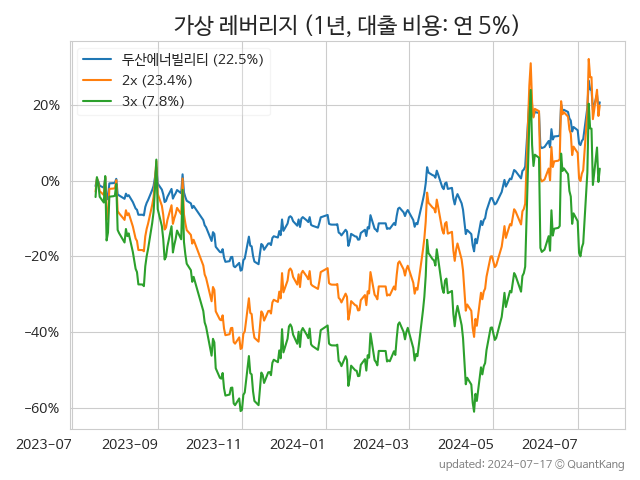 가상 레버리지 (1년, 대출 비용: 연 5%)
두산에너빌리티 (22.5%)
2x (23.4%)
3x (7.8%)
20%
0%
−20%
−40%
−60%
2023-07 2023-09 2023-11 2024-01 2024-03 2024-05 2024-07
updated: 2024-07-17 © QuantKang